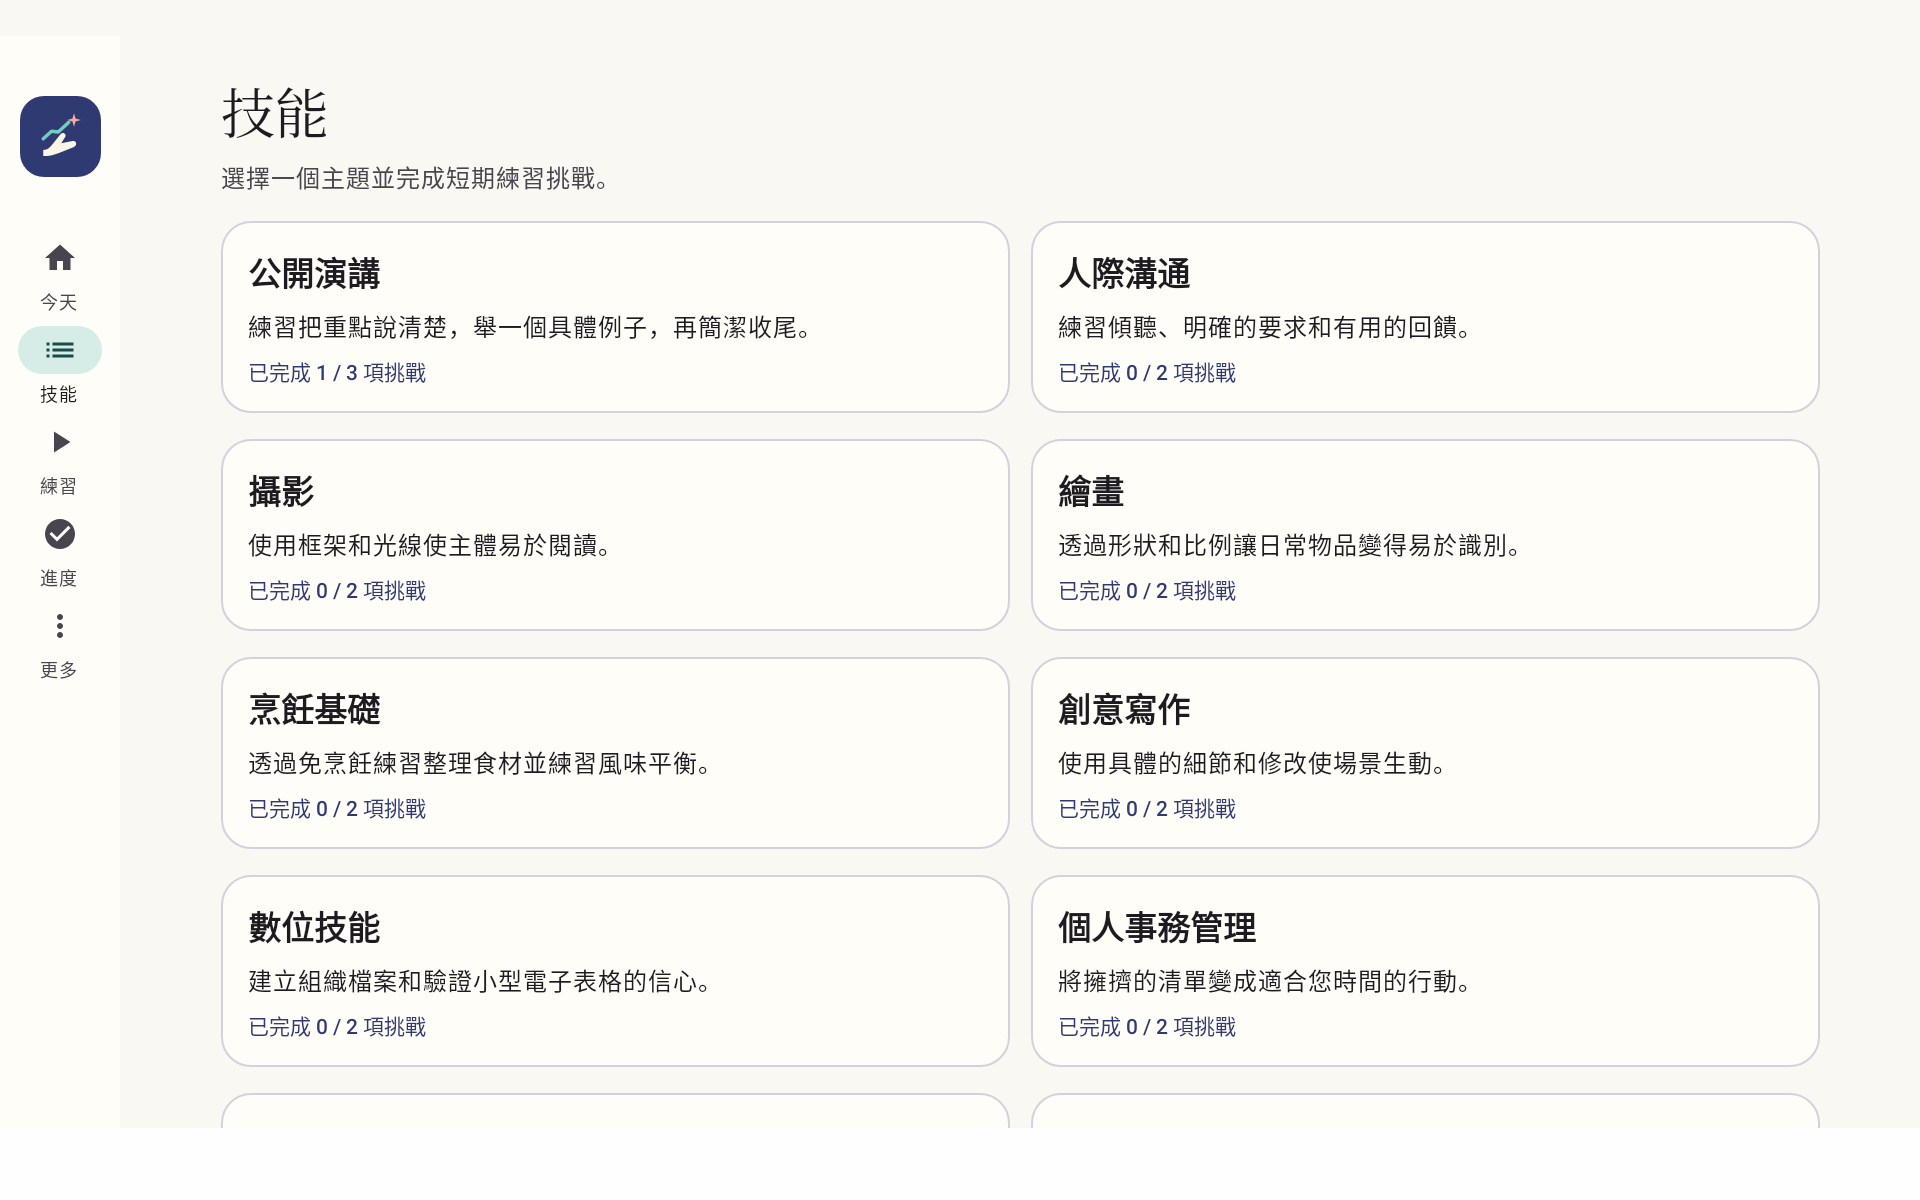 技能
選擇一個主題並完成短期練習挑戰。
今天
技能
練習
進度
更多
公開演講
練習把重點說清楚，舉一個具體例子，再簡潔收尾。
已完成 1 / 3 項挑戰
人際溝通
練習傾聽、明確的要求和有用的回饋。
已完成 0 / 2 項挑戰
攝影
使用框架和光線使主體易於閱讀。
已完成 0 / 2 項挑戰
繪畫
透過形狀和比例讓日常物品變得易於識別。
已完成 0 / 2 項挑戰
烹飪基礎
透過免烹飪練習整理食材並練習風味平衡。
已完成 0 / 2 項挑戰
創意寫作
使用具體的細節和修改使場景生動。
已完成 0 / 2 項挑戰
數位技能
建立組織檔案和驗證小型電子表格的信心。
已完成 0 / 2 項挑戰
個人事務管理
將擁擠的清單變成適合您時間的行動。
已完成 0 / 2 項挑戰